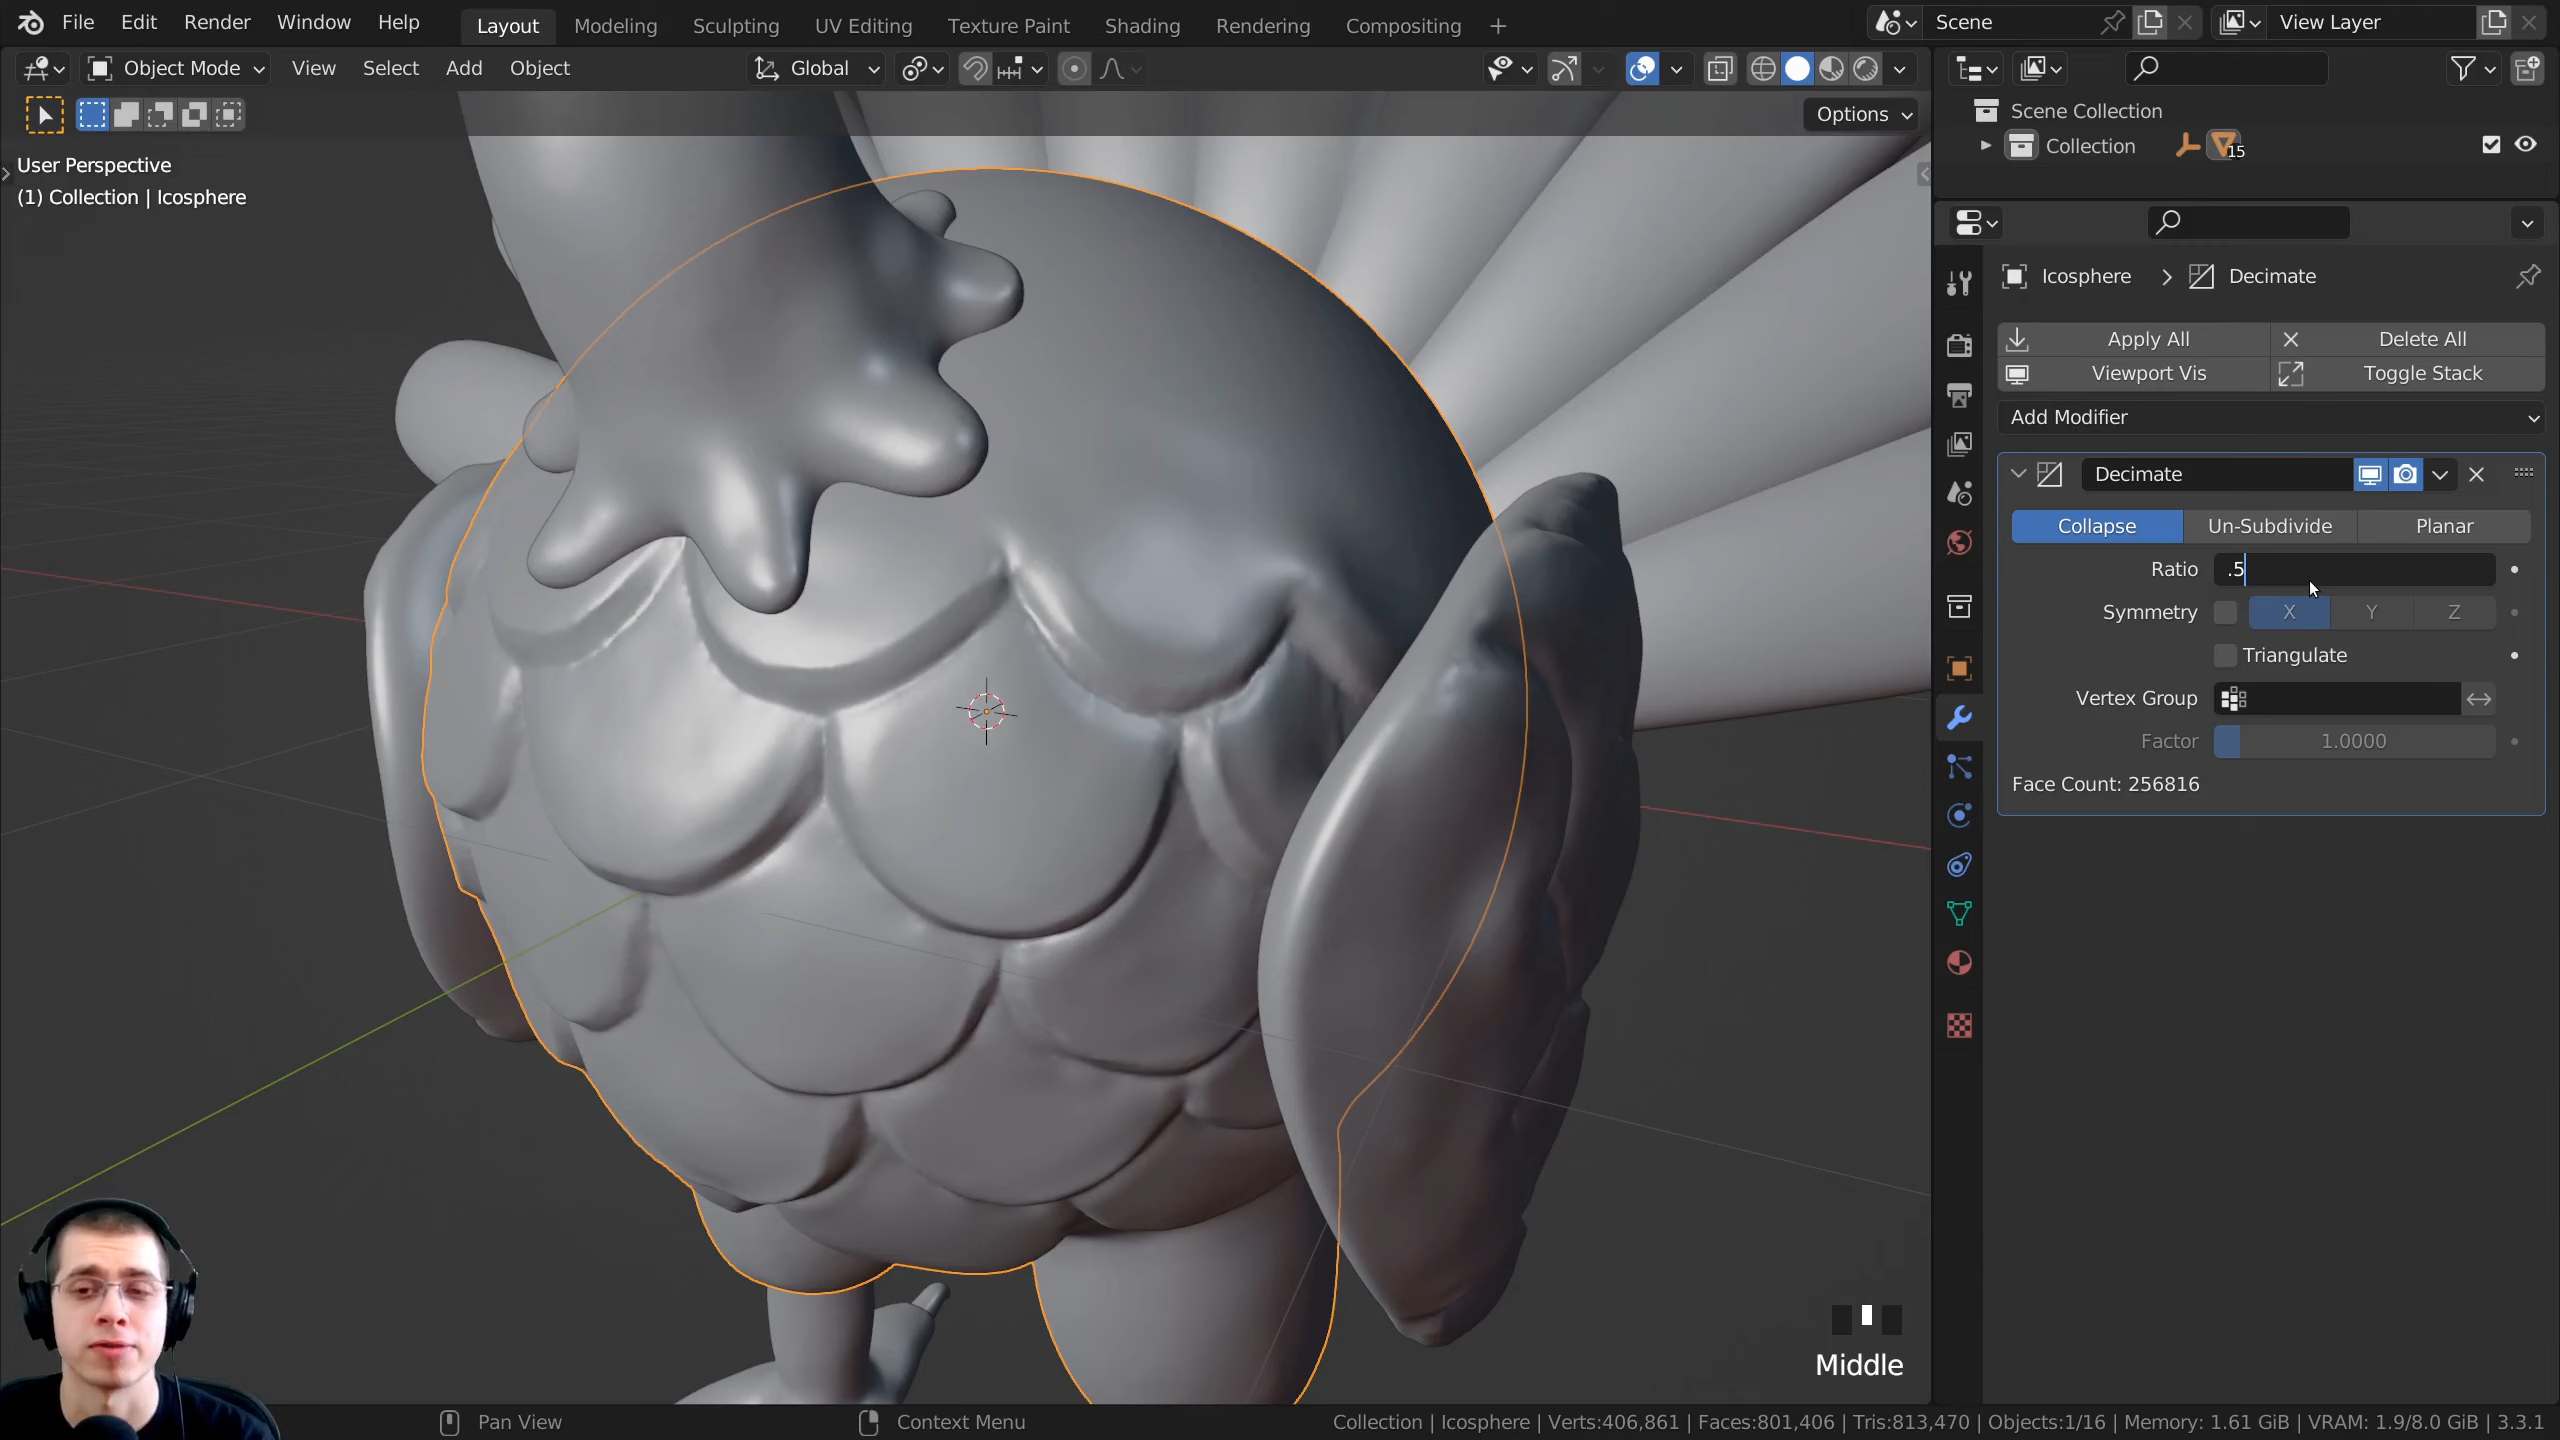 File Edit Render Window Help Layout Modeling Sculpting UV Editing Texture Paint Shading Rendering Compositing + Scene View Layer
Object Mode View Select Add Object Global
Options
User Perspective
(1) Collection | Icosphere
Scene Collection
Collection 15
Icosphere > Decimate
Apply All Delete All
Viewport Vis Toggle Stack
Add Modifier
Decimate
Collapse Un-Subdivide Planar
Ratio .5
Symmetry X Y Z
Triangulate
Vertex Group
Factor 1.0000
Face Count: 256816
Middle
Pan View Context Menu Collection | Icosphere | Verts:406,861 | Faces:801,406 | Tris:813,470 | Objects:1/16 | Memory: 1.61 GiB | VRAM: 1.9/8.0 GiB | 3.3.1